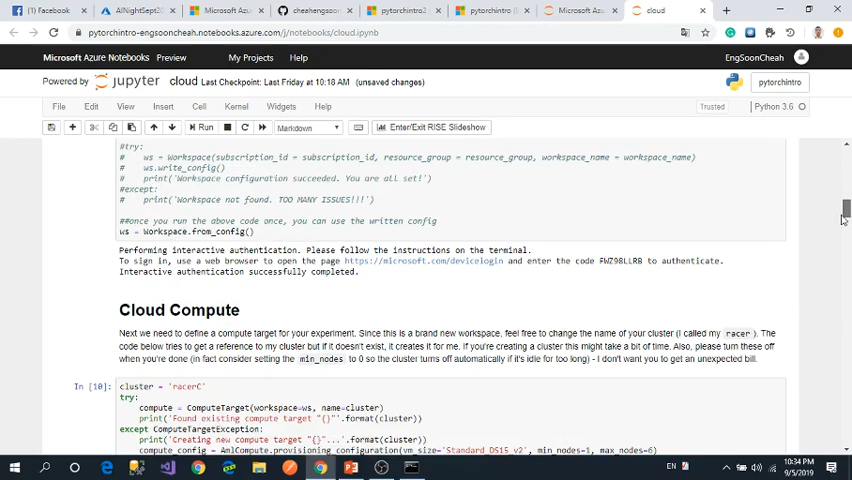 Facebook
AINightSept20
Microsoft Azure
cheahengsoon
pytorchintro2
pytorchintro
Microsoft Azure
cloud
pytorchintro-engsooncheah.notebooks.azure.com/j/notebooks/cloud.ipynb
Microsoft Azure Notebooks Preview My Projects Help EngSoonCheah
Powered by jupyter cloud Last Checkpoint: Last Friday at 10:18 AM (unsaved changes) pytorchintro
File Edit View Insert Cell Kernel Widgets Help Trusted Python 3.6
Run Markdown Enter/Exit RISE Slideshow
#try:
# ws = Workspace(subscription_id = subscription_id, resource_group = resource_group, workspace_name = workspace_name)
# ws.write_config()
# print('Workspace configuration succeeded. You are all set!')
#except:
# print('Workspace not found. TOO MANY ISSUES!!!')
##once you run the above code once, you can use the written config
ws = Workspace.from_config()
Performing interactive authentication. Please follow the instructions on the terminal.
To sign in, use a web browser to open the page https://microsoft.com/devicelogin and enter the code FWZ98LLRB to authenticate.
Interactive authentication successfully completed.
Cloud Compute
Next we need to define a compute target for your experiment. Since this is a brand new workspace, feel free to change the name of your cluster (I called my racer). The
code below tries to get a reference to my cluster but if it doesn't exist, it creates it for me. If you're creating a cluster this might take a bit of time. Also, please turn these off
when you're done (in fact consider setting the min_nodes to 0 so the cluster turns off automatically if it's idle for too long) - I don't want you to get an unexpected bill.
In [10]: cluster = 'racerC'
try:
compute = ComputeTarget(workspace=ws, name=cluster)
print('Found existing compute target "{}"'.format(cluster))
except ComputeTargetException:
print('Creating new compute target "{}"...'.format(cluster))
compute_config = AmlCompute.provisioning_configuration(vm_size='Standard_DS15_v2', min_nodes=1, max_nodes=6)
EN
10:34 PM
9/5/2019